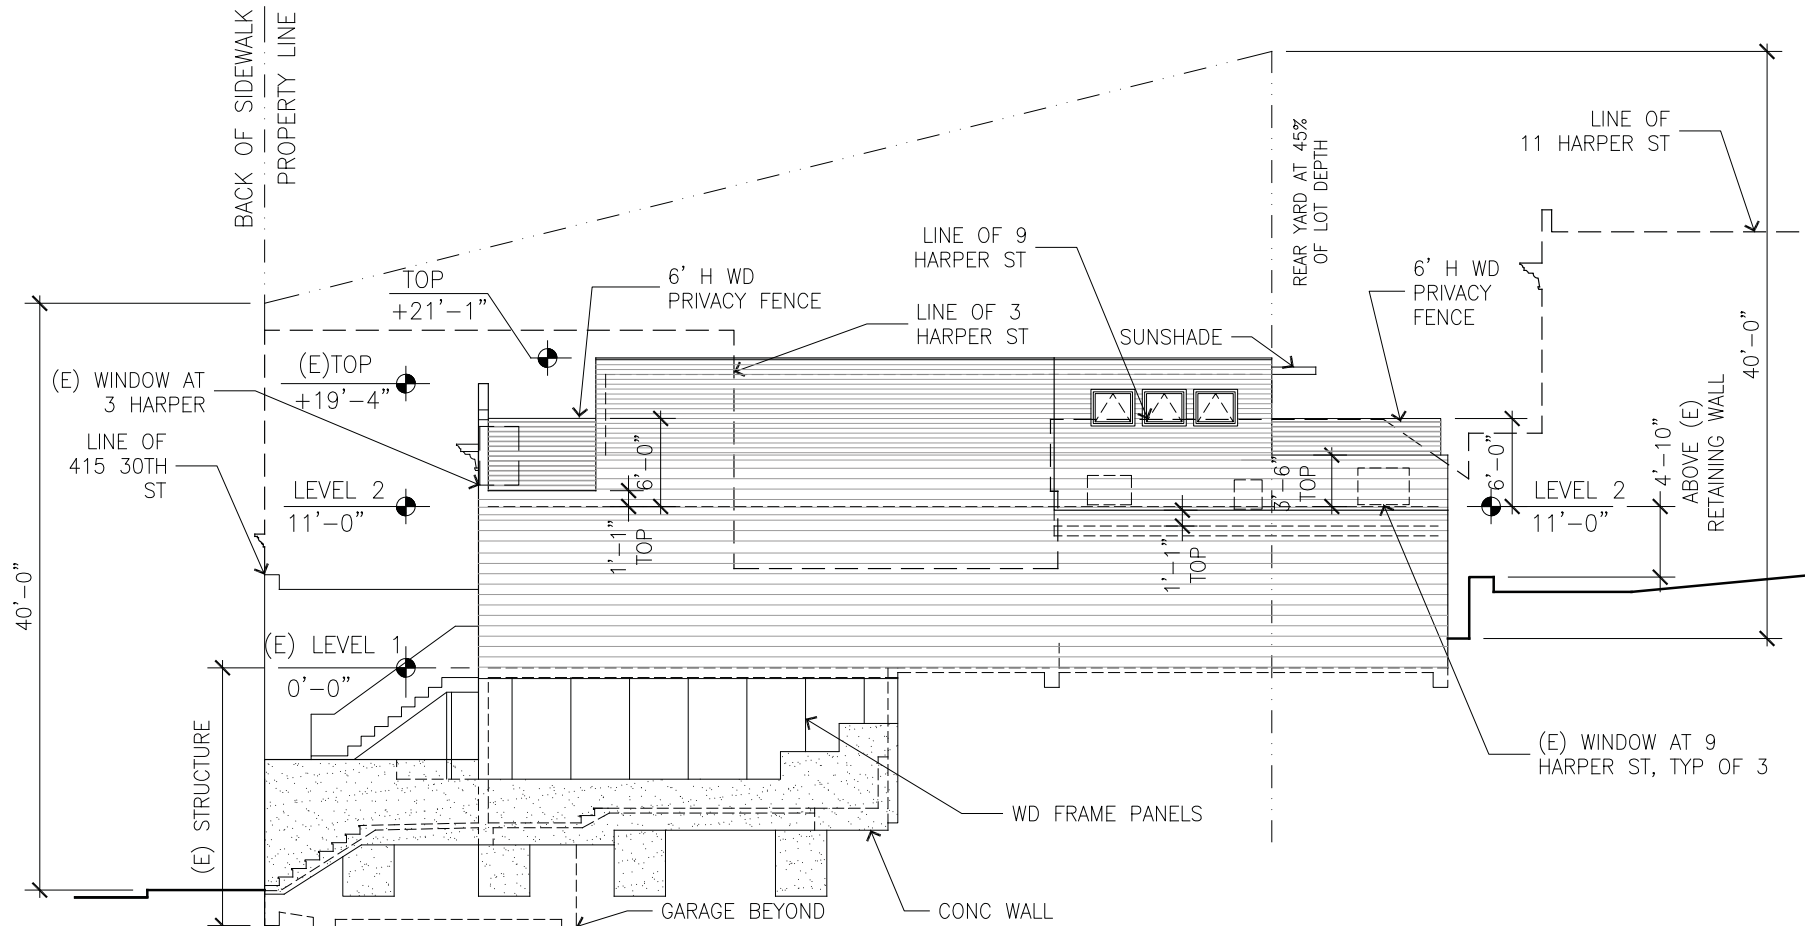 BACK OF SIDEWALK
PROPERTY LINE
TOP
+21'-1"
(E)TOP
+19'-4"
(E) WINDOW AT
3 HARPER
LINE OF
415 30TH
ST
LEVEL 2
11'-0"
40'-0"
(E) LEVEL 1
0'-0"
(E) STRUCTURE
6' H WD
PRIVACY FENCE
LINE OF 3
HARPER ST
LINE OF 9
HARPER ST
SUNSHADE
REAR YARD AT 45%
OF LOT DEPTH
LINE OF
11 HARPER ST
6' H WD
PRIVACY
FENCE
40'-0"
6'-0"
1'-1"
TOP
1'-1"
TOP
3'-6"
TOP
6'-0"
4'-10"
ABOVE (E)
RETAINING WALL
LEVEL 2
11'-0"
(E) WINDOW AT 9
HARPER ST, TYP OF 3
WD FRAME PANELS
GARAGE BEYOND
CONC WALL